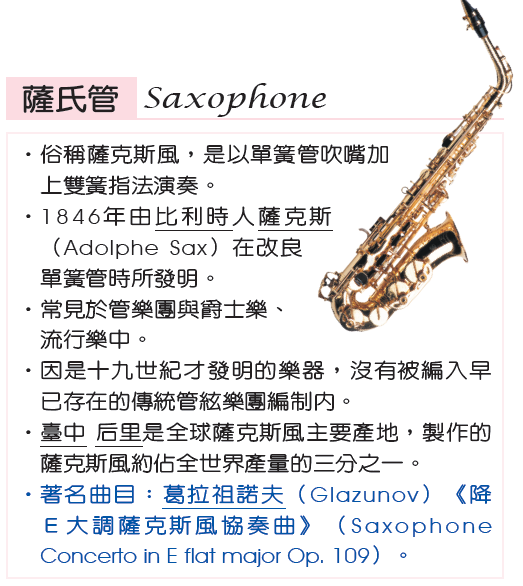 薩氏管 Saxophone
・俗稱薩克斯風，是以單簧管吹嘴加
上雙簧指法演奏。
・1846年由比利時人薩克斯
（Adolphe Sax）在改良
單簧管時所發明。
・常見於管樂團與爵士樂、
流行樂中。
・因是十九世紀才發明的樂器，沒有被編入早
已存在的傳統管絃樂團編制內。
・臺中 后里是全球薩克斯風主要產地，製作的
薩克斯風約佔全世界產量的三分之一。
・著名曲目：葛拉祖諾夫（Glazunov）《降
E大調薩克斯風協奏曲》（Saxophone
Concerto in E flat major Op. 109）。